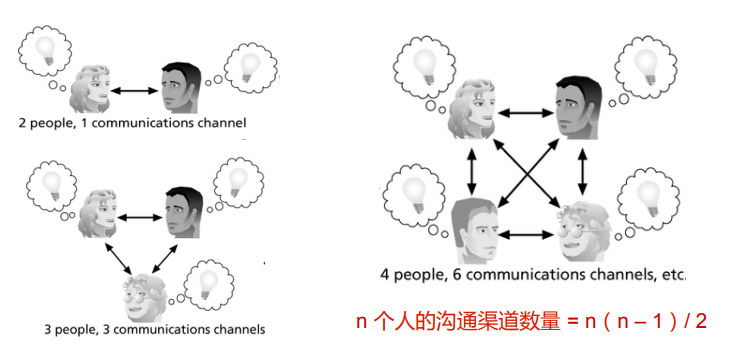 2 people, 1 communications channel
3 people, 3 communications channels
4 people, 6 communications channels, etc.
n 个人的沟通渠道数量 = n（n – 1）/ 2